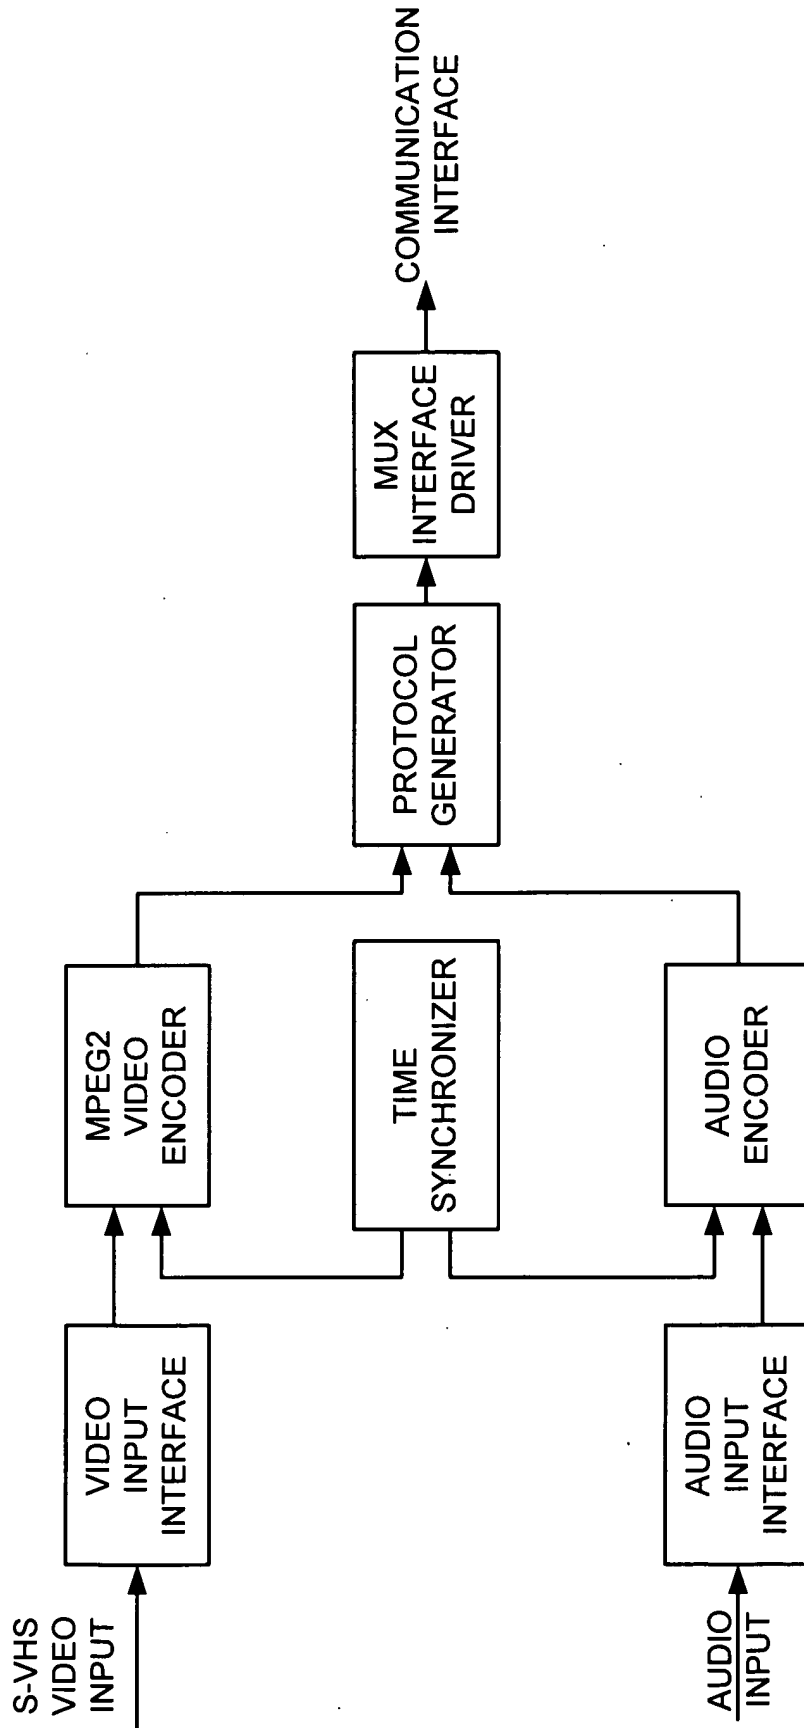 S-VHS
VIDEO
INPUT
VIDEO
INPUT
INTERFACE
MPEG2
VIDEO
ENCODER
TIME
SYNCHRONIZER
PROTOCOL
GENERATOR
MUX
INTERFACE
DRIVER
COMMUNICATION
INTERFACE
AUDIO
INPUT
AUDIO
INPUT
INTERFACE
AUDIO
ENCODER